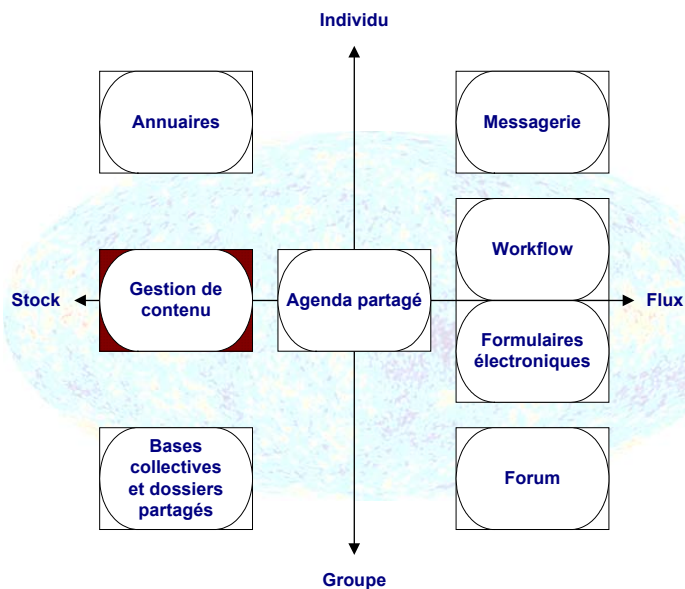 Individu
Annuaires
Messagerie
Workflow
Stock
Gestion de
contenu
Agenda partagé
Flux
Formulaires
électroniques
Bases
collectives
et dossiers
partagés
Forum
Groupe